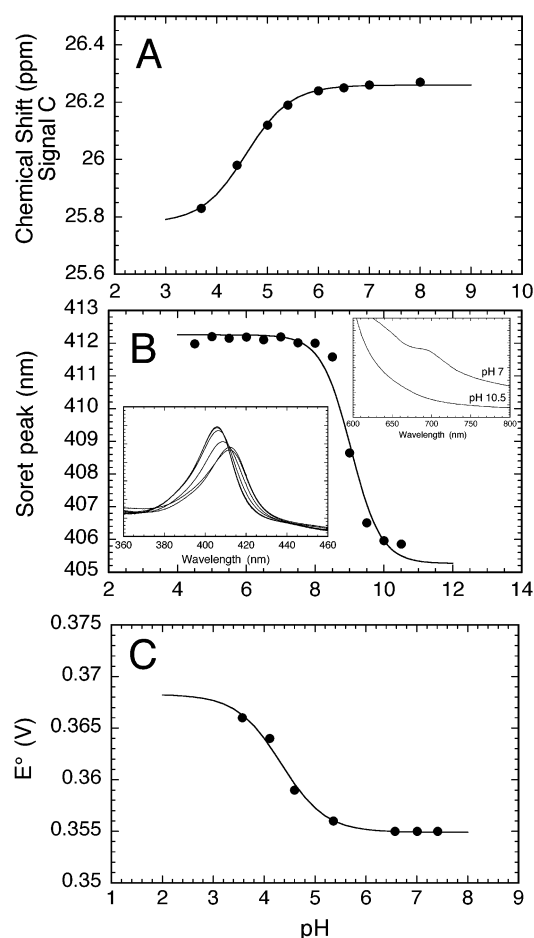 A
Chemical Shift (ppm)
Signal C
26.4
26.2
26
25.8
25.6
2 3 4 5 6 7 8 9 10
B
Soret peak (nm)
413
412
411
410
409
408
407
406
405
2 4 6 8 10 12 14
pH 7
pH 10.5
600 650 700 750 800
Wavelength (nm)
360 380 400 420 440 460
Wavelength (nm)
C
E° (V)
0.375
0.37
0.365
0.36
0.355
0.35
1 2 3 4 5 6 7 8 9
pH